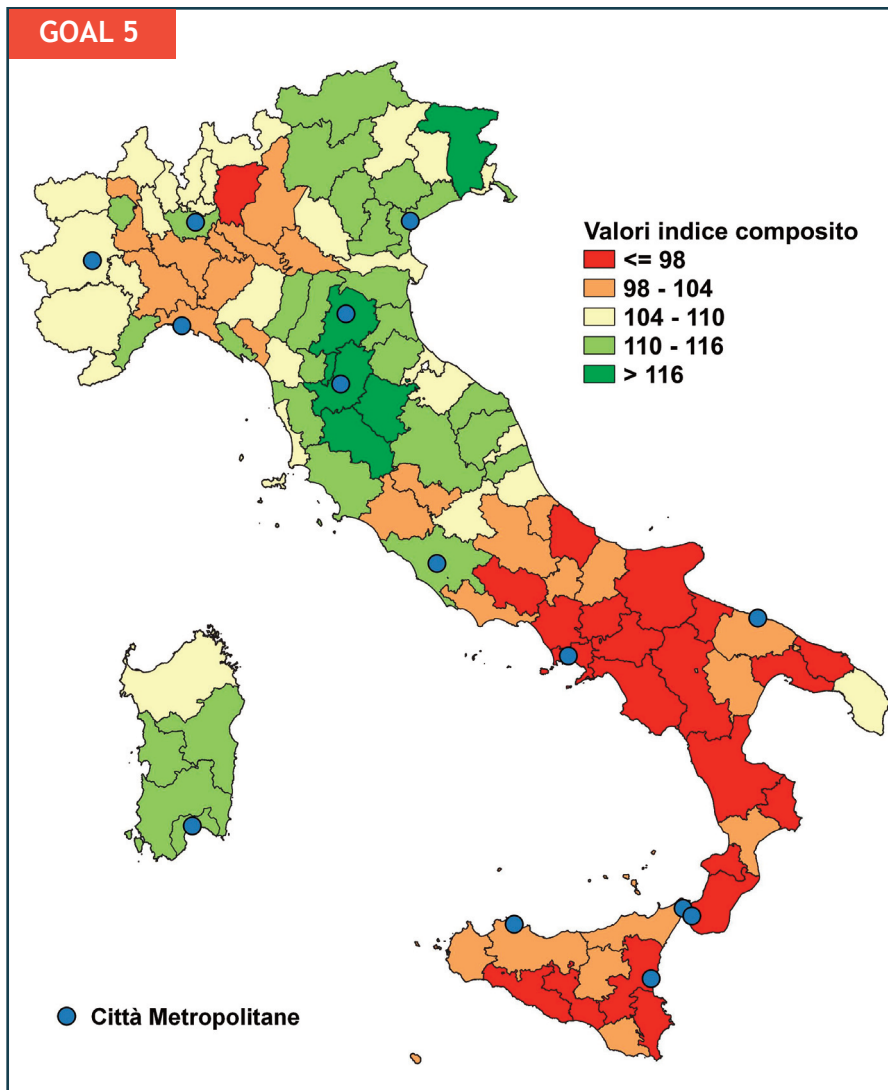 GOAL 5
Valori indice composito
<= 98
98 - 104
104 - 110
110 - 116
> 116
Città Metropolitane